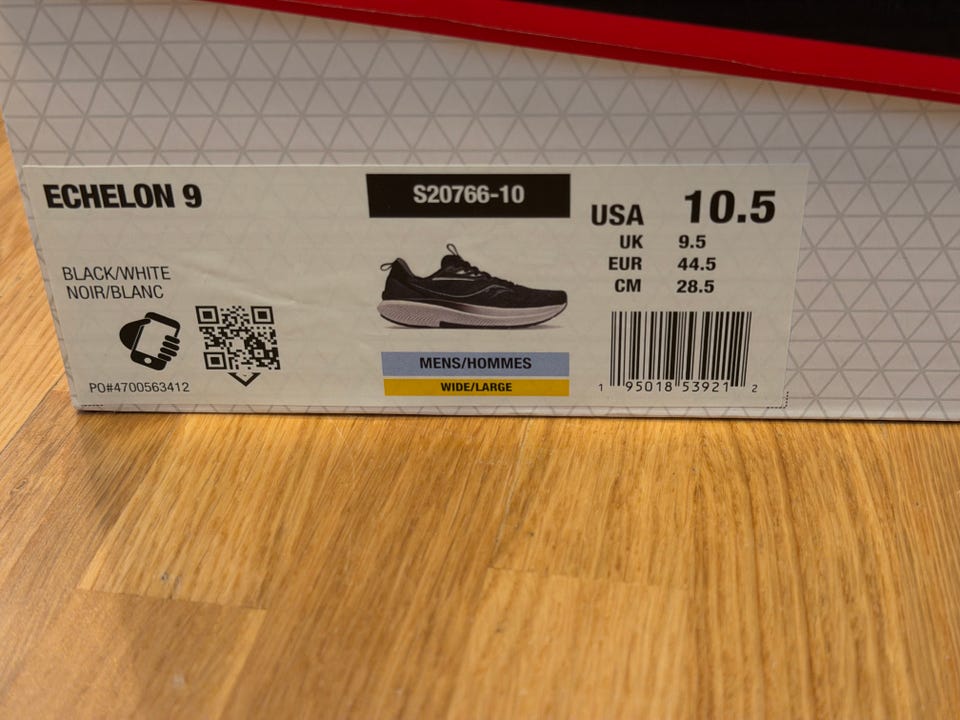 ECHELON 9
BLACK/WHITE
NOIR/BLANC
PO#4700563412
S20766-10
MENS/HOMMES
WIDE/LARGE
USA 10.5
UK 9.5
EUR 44.5
CM 28.5
1 95018 53921 2